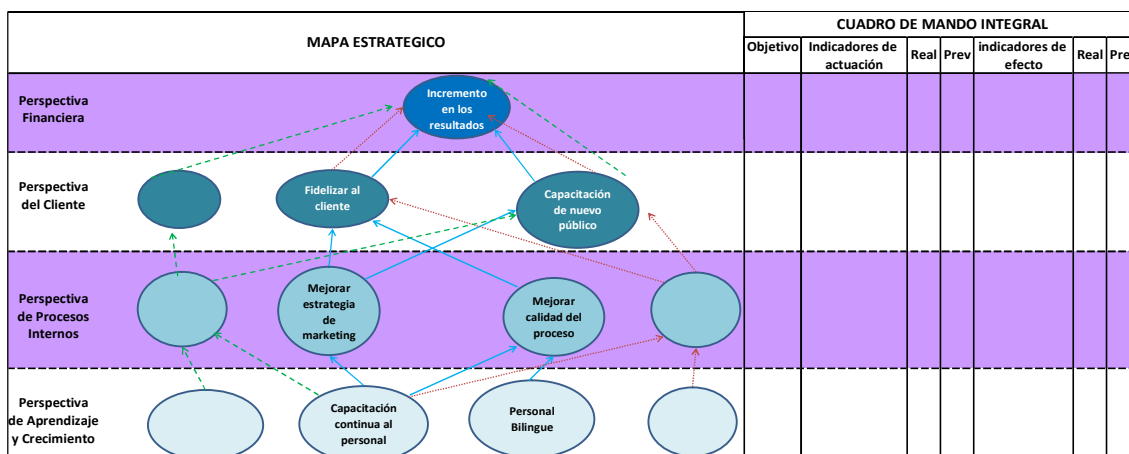 MAPA ESTRATEGICO
CUADRO DE MANDO INTEGRAL
Objetivo
Indicadores de
actuación
Real
Prev
indicadores de
efecto
Real
Pre
Perspectiva
Financiera
Incremento
en los
resultados
Perspectiva
del Cliente
Fidelizar al
cliente
Capacitación
de nuevo
público
Perspectiva
de Procesos
Internos
Mejorar
estrategia
de
marketing
Mejorar
calidad del
proceso
Perspectiva
de Aprendizaje
y Crecimiento
Capacitación
continua al
personal
Personal
Bilingue